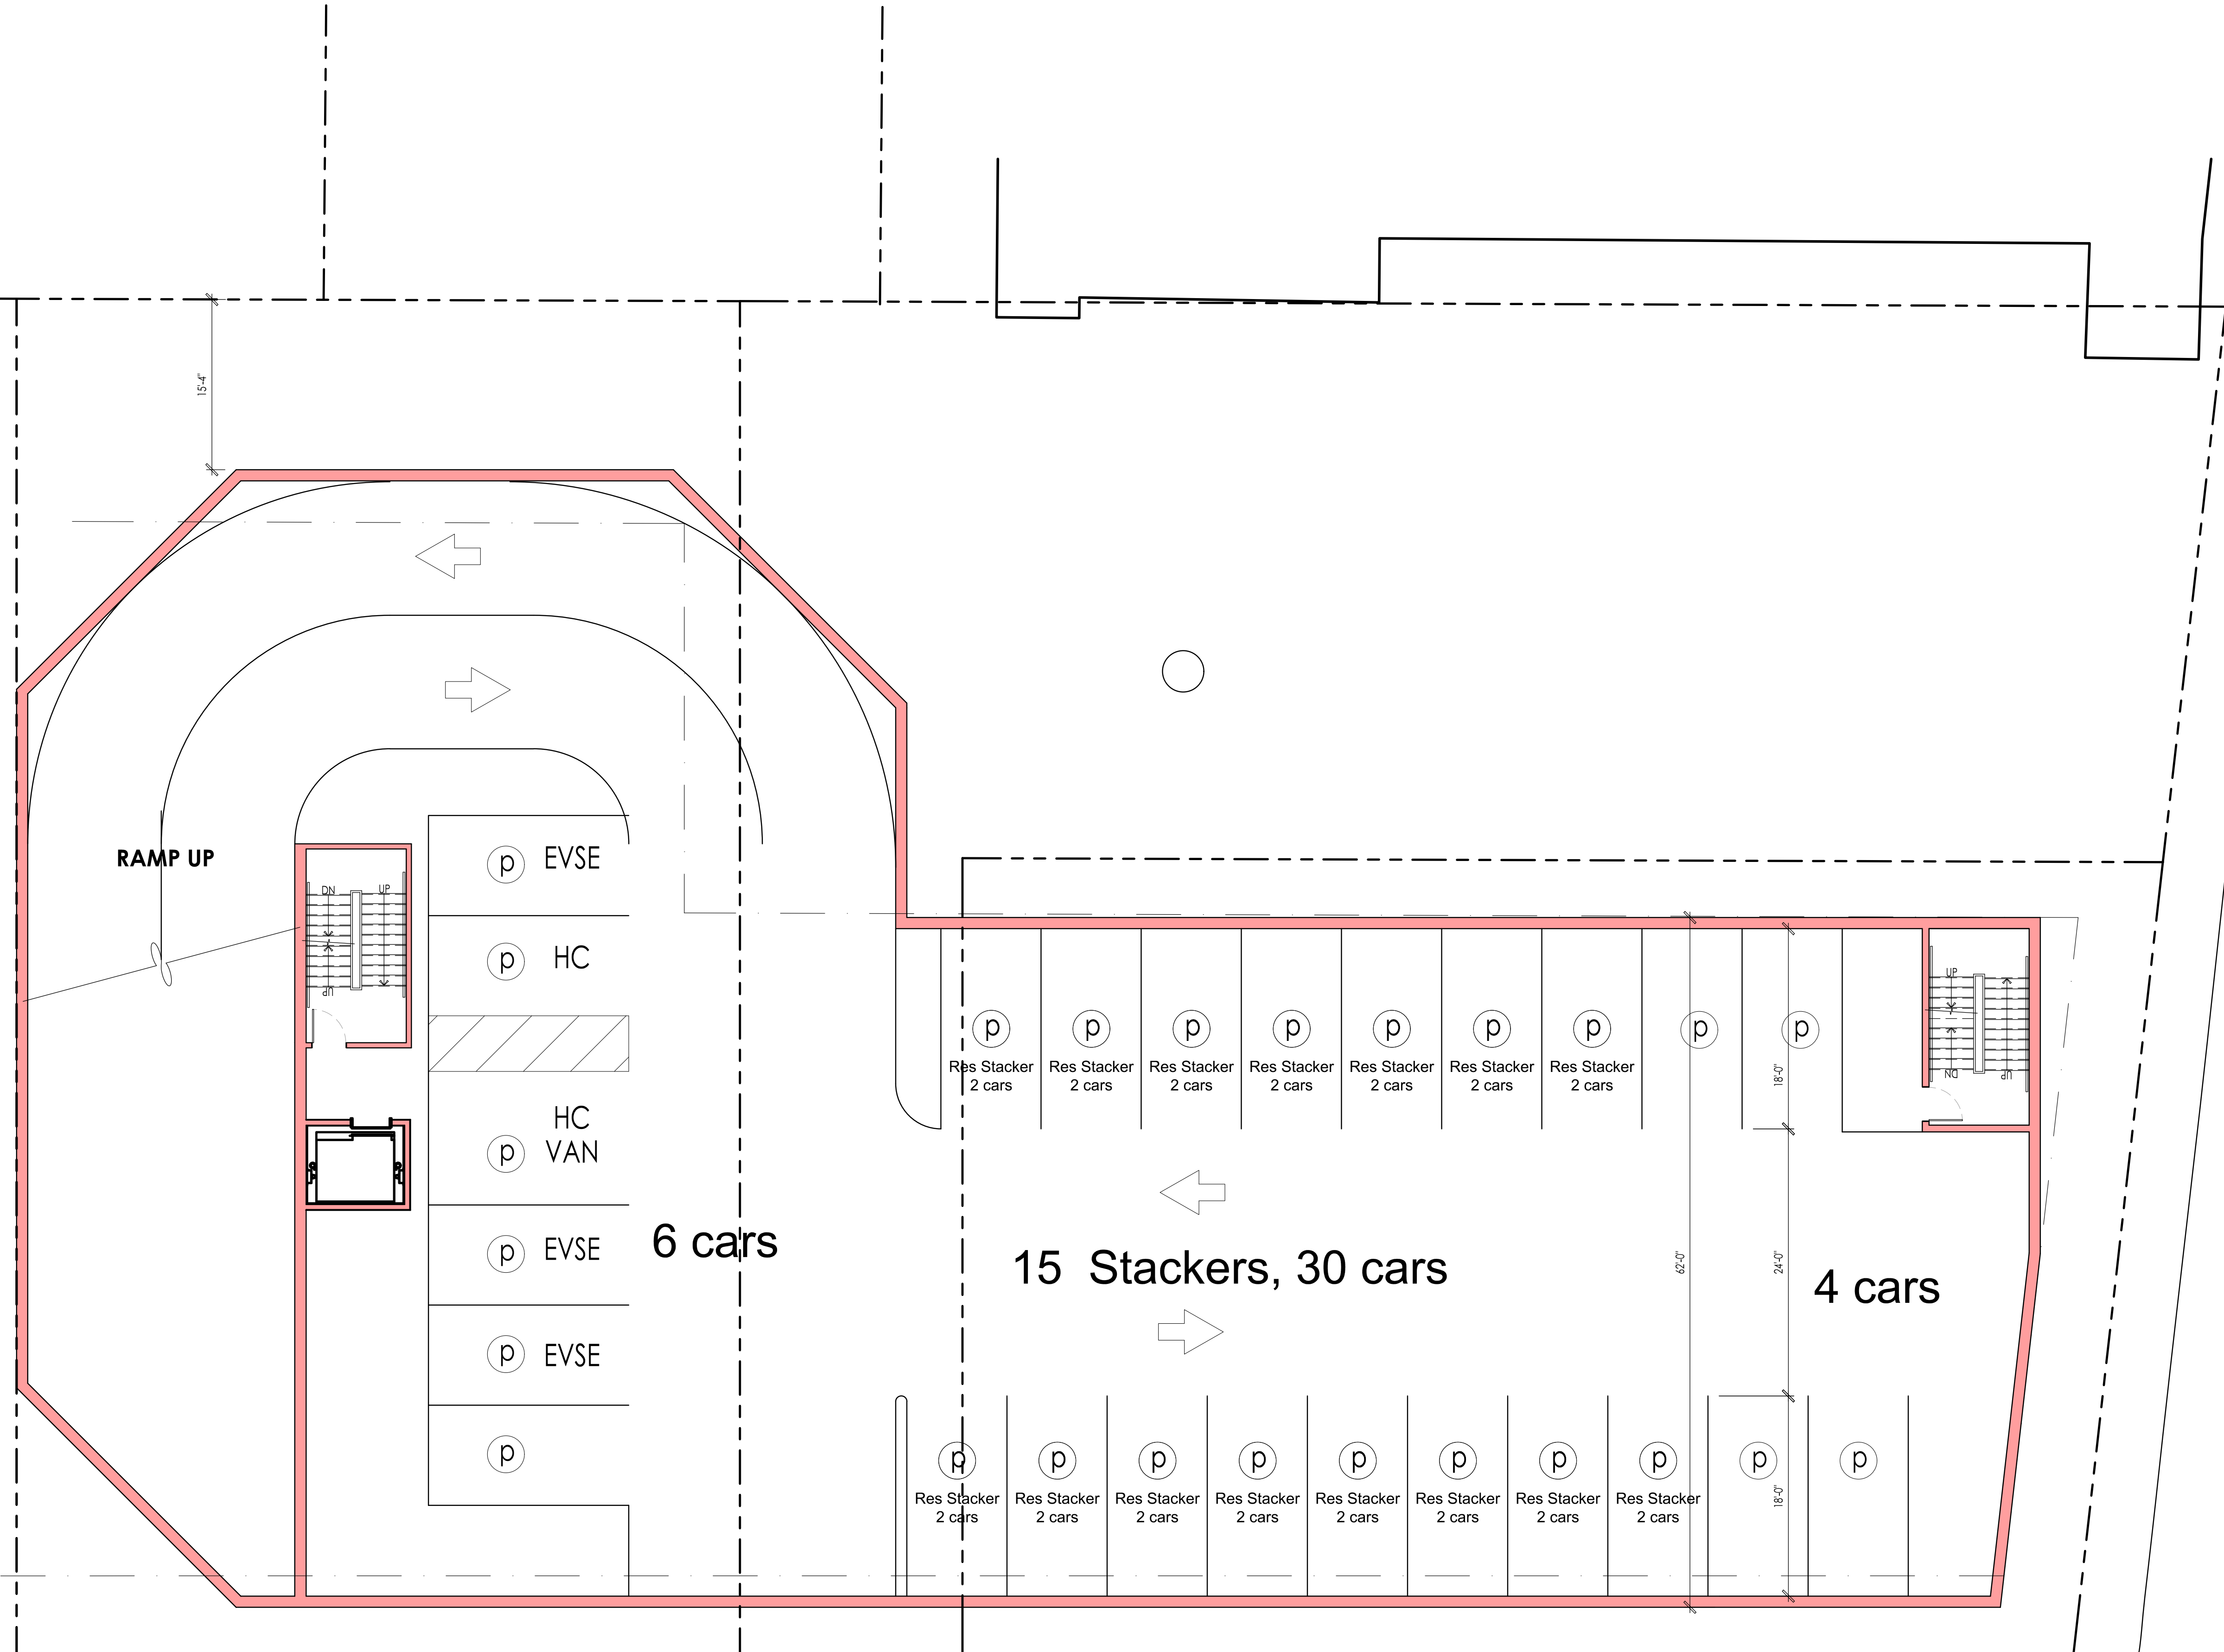 15'-4"
RAMP UP
DN
UP
UP
p
EVSE
p
HC
p
HC
VAN
p
EVSE
p
EVSE
p
6 cars
p
p
p
p
p
p
p
p
p
Res Stacker
2 cars
Res Stacker
2 cars
Res Stacker
2 cars
Res Stacker
2 cars
Res Stacker
2 cars
Res Stacker
2 cars
Res Stacker
2 cars
UP
DN
UP
18'-0"
15 Stackers, 30 cars
62'-0"
24'-0"
4 cars
p
p
p
p
p
p
p
p
p
p
Res Stacker
2 cars
Res Stacker
2 cars
Res Stacker
2 cars
Res Stacker
2 cars
Res Stacker
2 cars
Res Stacker
2 cars
Res Stacker
2 cars
Res Stacker
2 cars
18'-0"